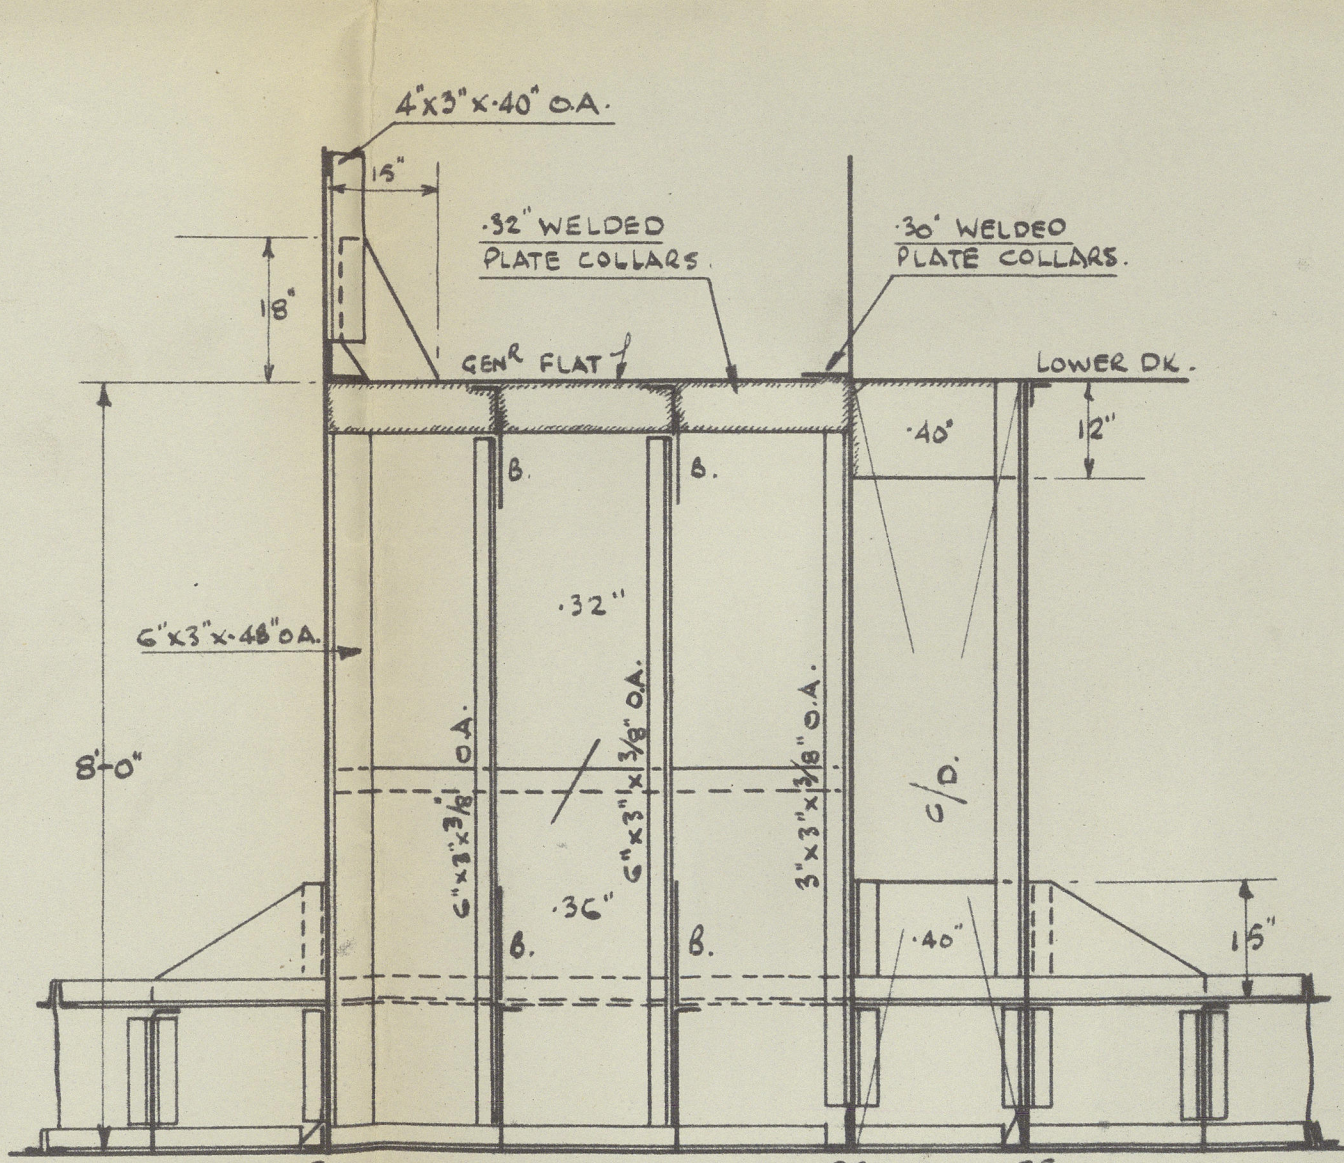 4"x3"x.40" O.A.
15"
.32" WELDED
PLATE COLLARS.
.30" WELDED
PLATE COLLARS.
18"
GENR FLAT
LOWER DK.
.40"
12"
B.
B.
.32"
6"x3"x.48" O.A.
8'-0"
6"x3"x3/8" O.A.
6"x3"x3/8" O.A.
3"x3"x3/8" O.A.
C/D.
.36"
B.
B.
.40"
15"